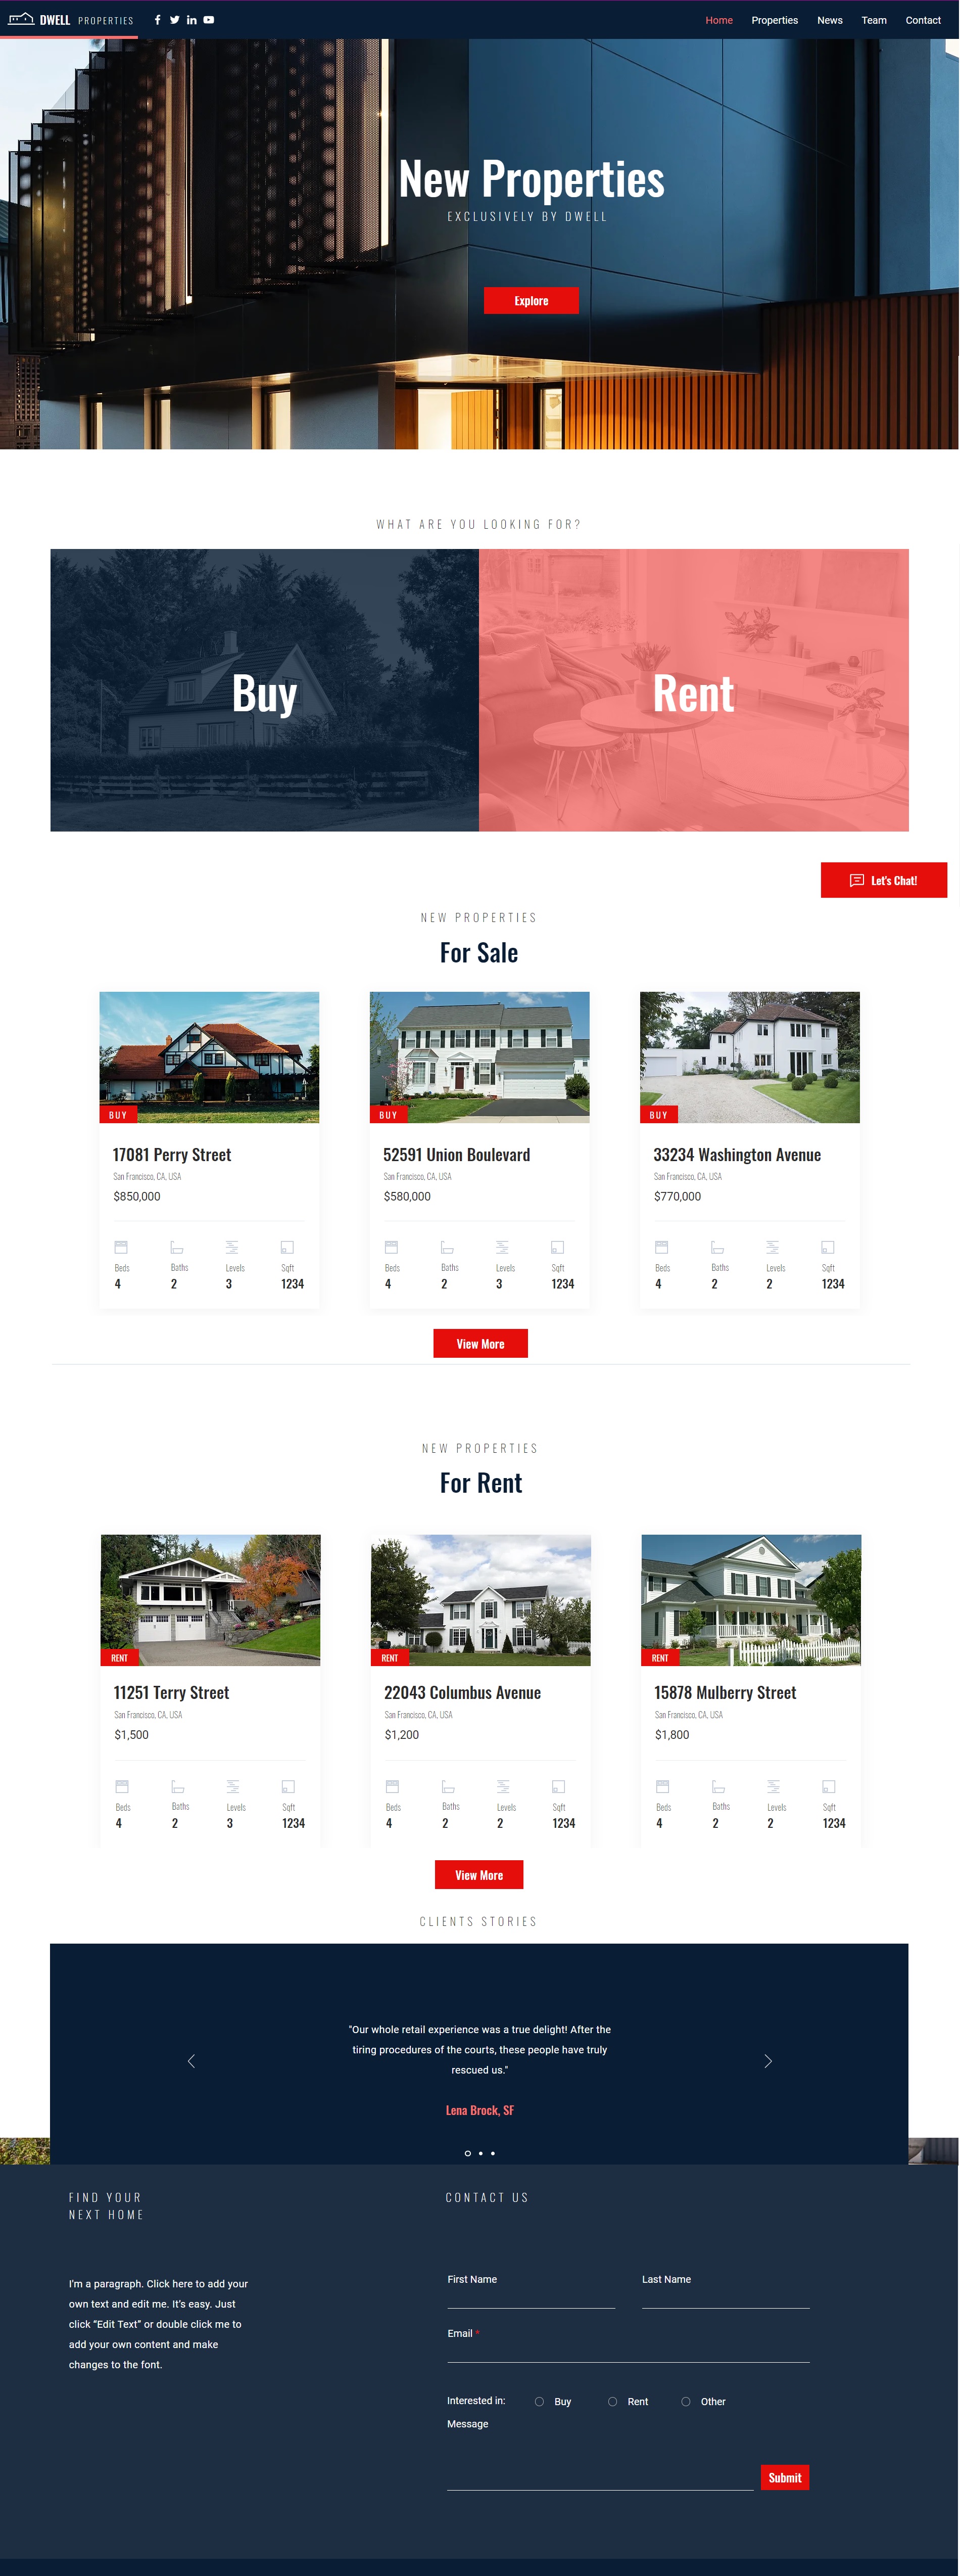 DWELL PROPERTIES
Home Properties News Team Contact
New Properties
EXCLUSIVELY BY DWELL
Explore
WHAT ARE YOU LOOKING FOR?
Buy
Rent
Let's Chat!
NEW PROPERTIES
For Sale
BUY
17081 Perry Street
San Francisco, CA, USA
$850,000
Beds Baths Levels Sqft
4 2 3 1234
BUY
52591 Union Boulevard
San Francisco, CA, USA
$580,000
Beds Baths Levels Sqft
4 2 3 1234
BUY
33234 Washington Avenue
San Francisco, CA, USA
$770,000
Beds Baths Levels Sqft
4 2 2 1234
View More
NEW PROPERTIES
For Rent
RENT
11251 Terry Street
San Francisco, CA, USA
$1,500
Beds Baths Levels Sqft
4 2 3 1234
RENT
22043 Columbus Avenue
San Francisco, CA, USA
$1,200
Beds Baths Levels Sqft
4 2 2 1234
RENT
15878 Mulberry Street
San Francisco, CA, USA
$1,800
Beds Baths Levels Sqft
4 2 2 1234
View More
CLIENTS STORIES
"Our whole retail experience was a true delight! After the
tiring procedures of the courts, these people have truly
rescued us."
Lena Brock, SF
FIND YOUR
NEXT HOME
I'm a paragraph. Click here to add your
own text and edit me. It's easy. Just
click “Edit Text” or double click me to
add your own content and make
changes to the font.
CONTACT US
First Name Last Name
Email *
Interested in: Buy Rent Other
Message
Submit